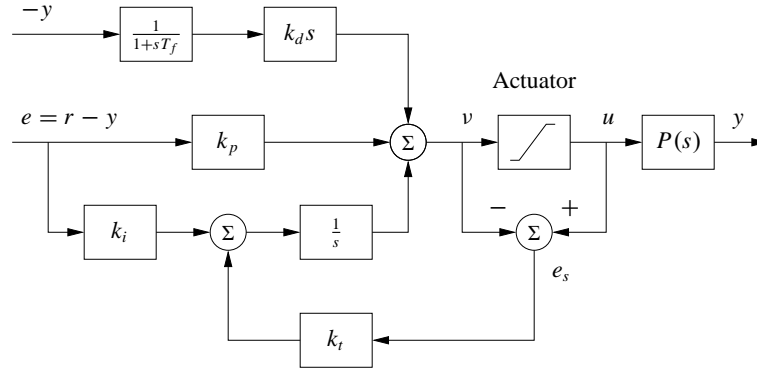 −y
1/(1+sT_f)
k_d s
Actuator
e = r − y
k_p
Σ
ν
u
P(s)
y
k_i
Σ
1/s
− +
Σ
e_s
k_t